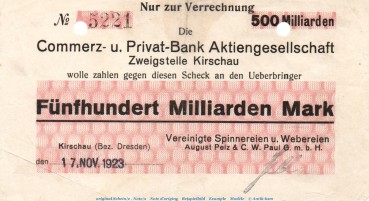 Nur zur Verrechnung
№ 5221 500 Milliarden
Die
Commerz- u. Privat-Bank Aktiengesellschaft
Zweigstelle Kirschau
wolle zahlen gegen diesen Scheck an den Ueberbringer
Fünfhundert Milliarden Mark
Kirschau (Bez. Dresden)
den 17. NOV. 1923
Vereinigte Spinnereien u. Webereien
August Pelz & C. W. Paul G. m. b. H.